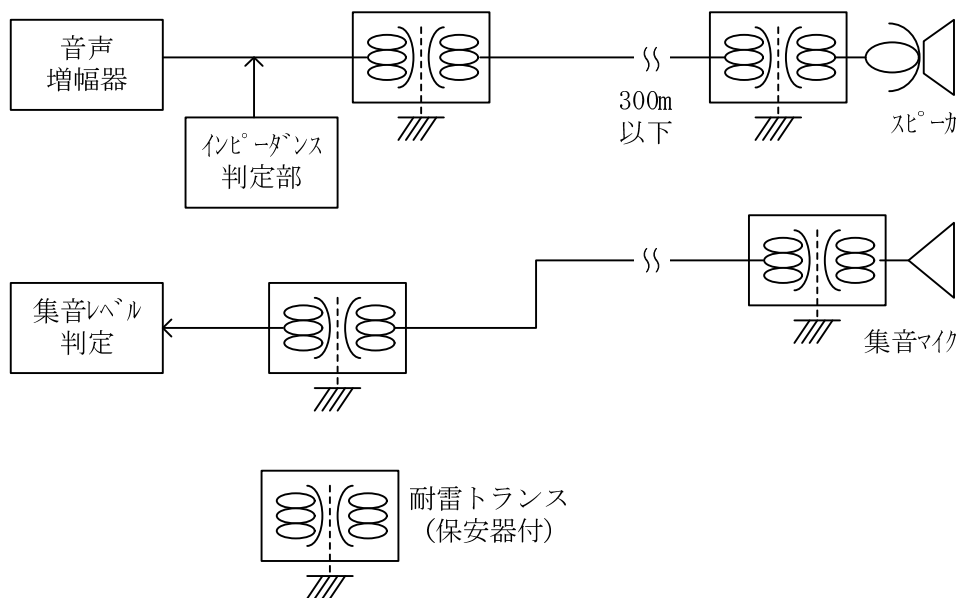 音声
増幅器
インピーダンス
判定部
300m
以下
スピーカ
集音レベル
判定
集音マイク
耐雷トランス
(保安器付)